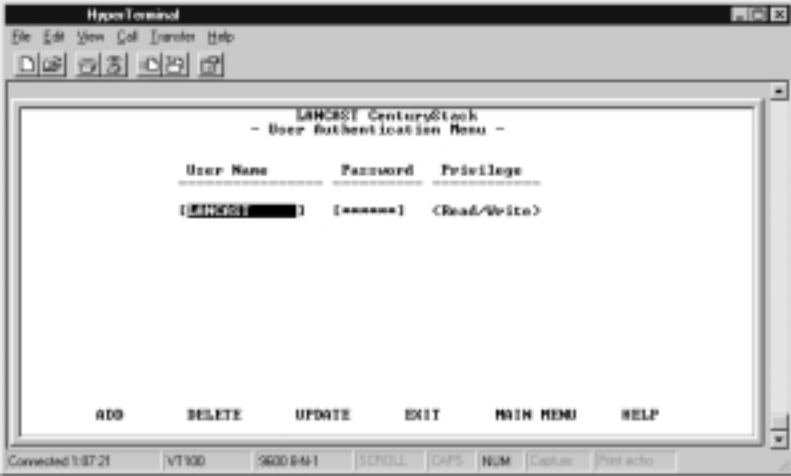 HyperTerminal
File Edit View Call Transfer Help
LANCAST CenturyStack
- User Authentication Menu -
User Name Password Privilege
[LANCAST ] [******] <Read/Write>
ADD DELETE UPDATE EXIT MAIN MENU HELP
Connected 1:07:21 VT100 9600 8-N-1 SCROLL CAPS NUM Capture Print echo